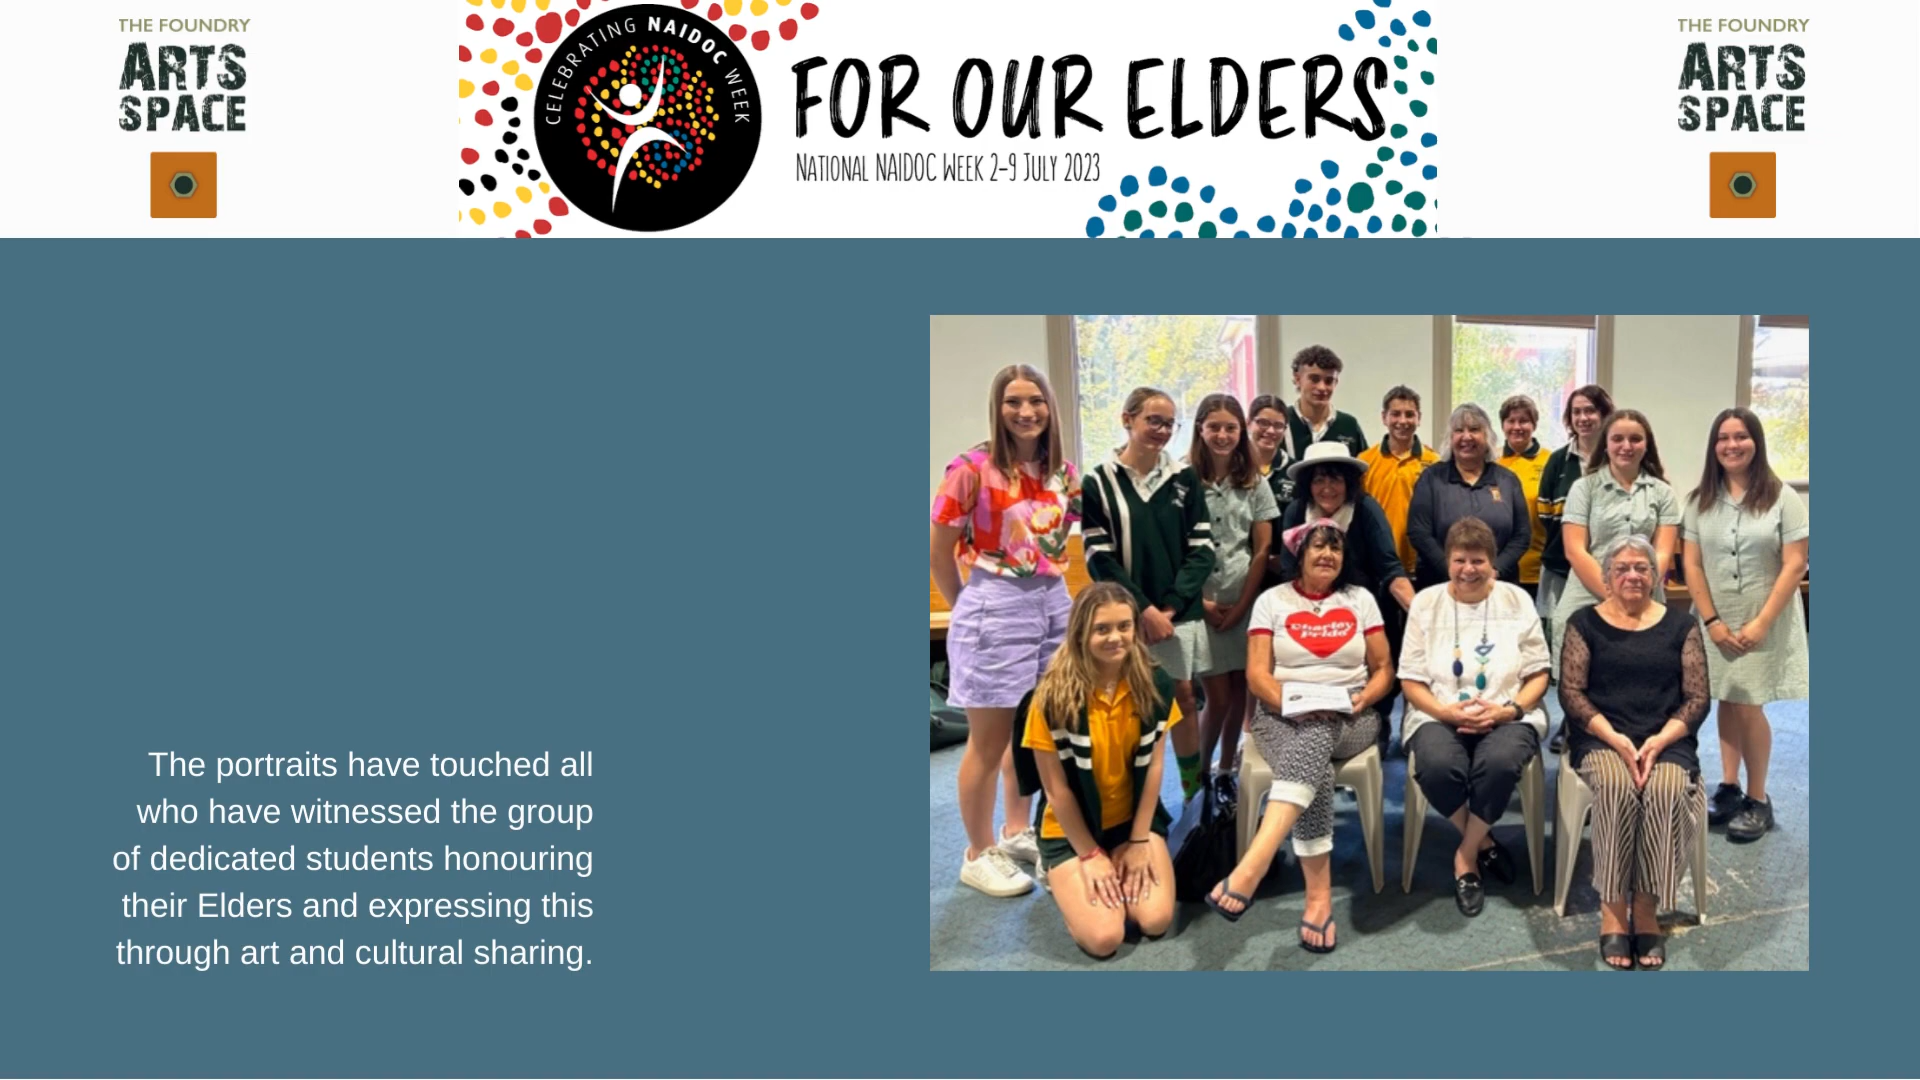 THE FOUNDRY
ARTS
SPACE
CELEBRATING NAIDOC WEEK
FOR OUR ELDERS
NATIONAL NAIDOC WEEK 2-9 JULY 2023
THE FOUNDRY
ARTS
SPACE
The portraits have touched all
who have witnessed the group
of dedicated students honouring
their Elders and expressing this
through art and cultural sharing.
Charley
Pride